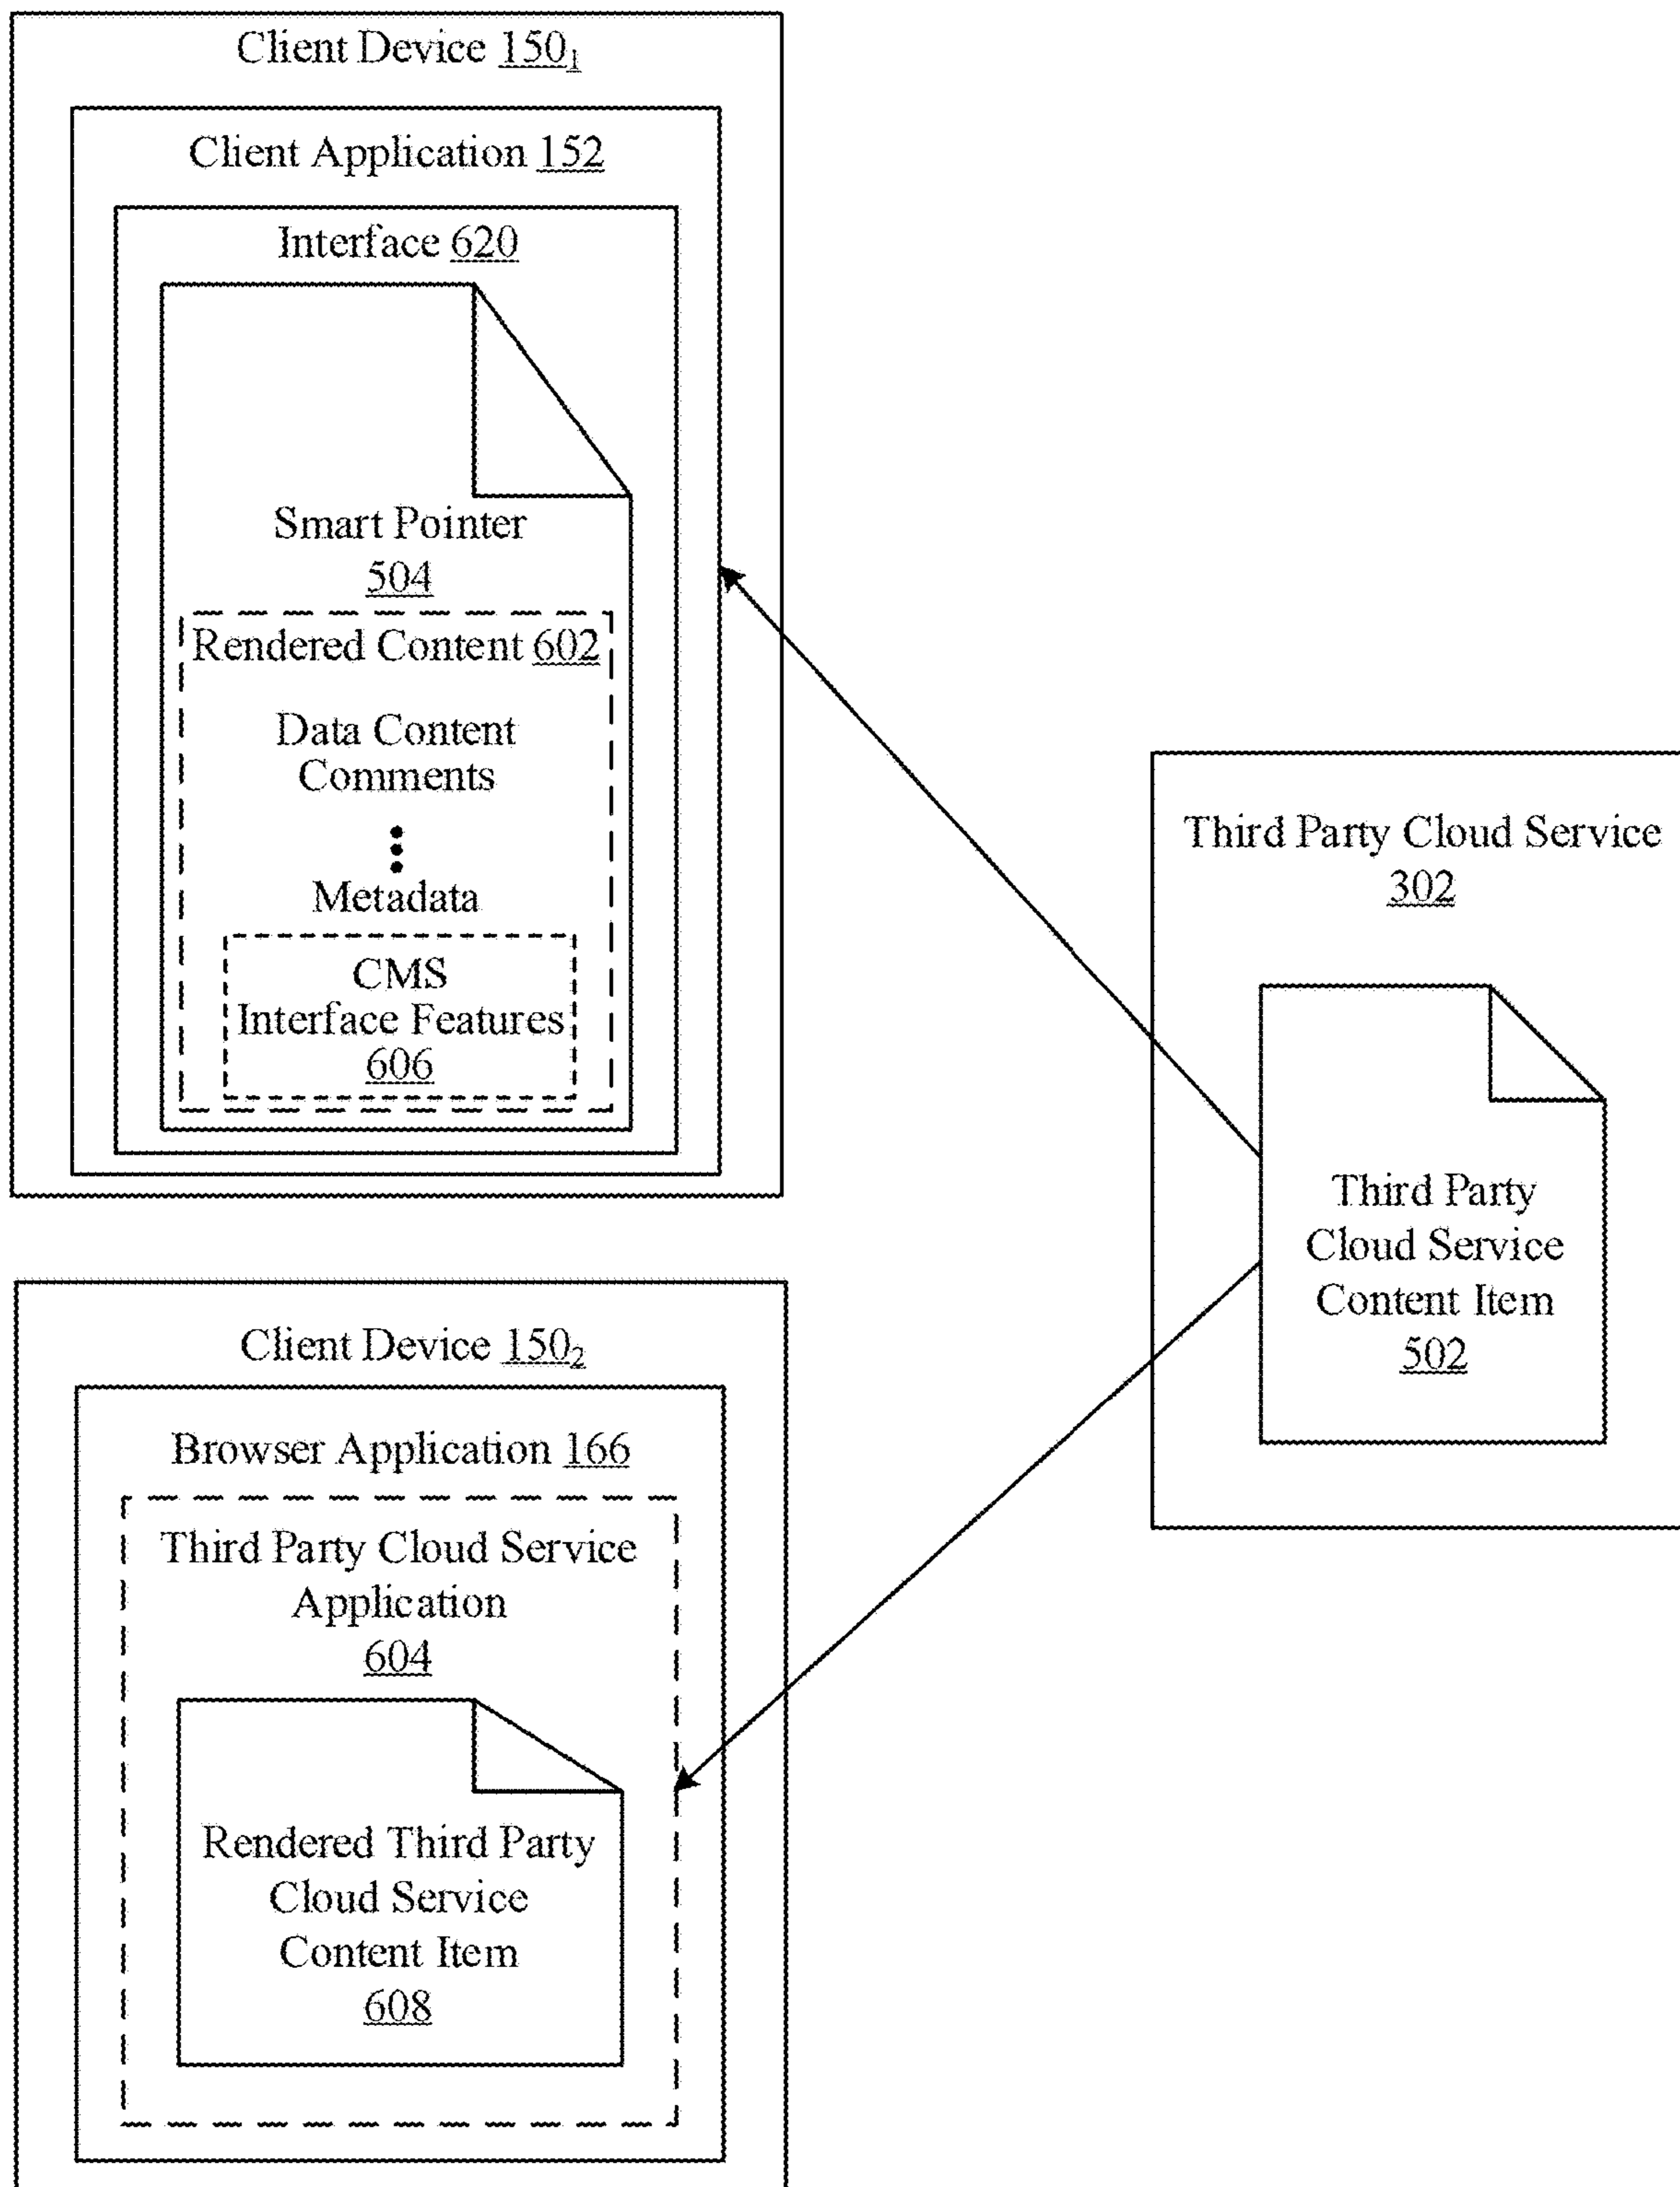 Client Device 150₁
Client Application 152
Interface 620
Smart Pointer
504
Rendered Content 602
Data Content
Comments
Metadata
CMS
Interface Features
606
Third Party Cloud Service
302
Third Party
Cloud Service
Content Item
502
Client Device 150₂
Browser Application 166
Third Party Cloud Service
Application
604
Rendered Third Party
Cloud Service
Content Item
608